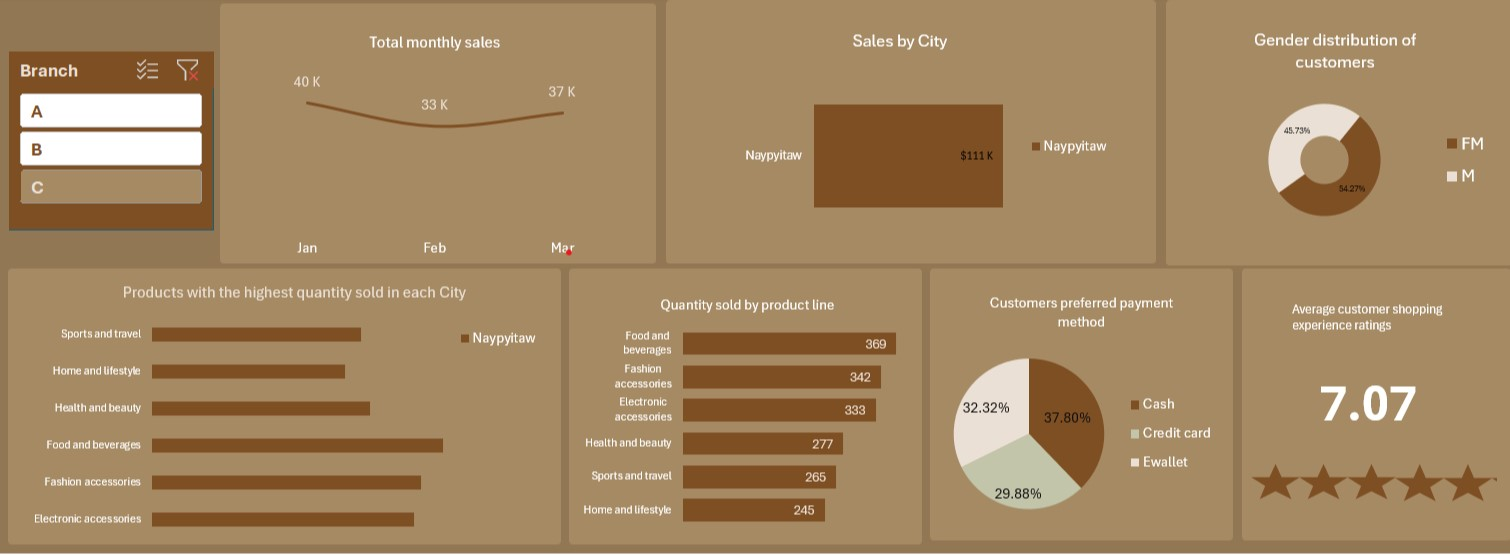 Branch
A
B
C
Total monthly sales
40 K
33 K
37 K
Jan
Feb
Mar
Sales by City
Naypyitaw
$111 K
Naypyitaw
Gender distribution of
customers
45.73%
54.27%
FM
M
Products with the highest quantity sold in each City
Sports and travel
Home and lifestyle
Health and beauty
Food and beverages
Fashion accessories
Electronic accessories
Naypyitaw
Quantity sold by product line
Food and
beverages
369
Fashion
accessories
342
Electronic
accessories
333
Health and beauty
277
Sports and travel
265
Home and lifestyle
245
Customers preferred payment
method
32.32%
37.80%
29.88%
Cash
Credit card
Ewallet
Average customer shopping
experience ratings
7.07